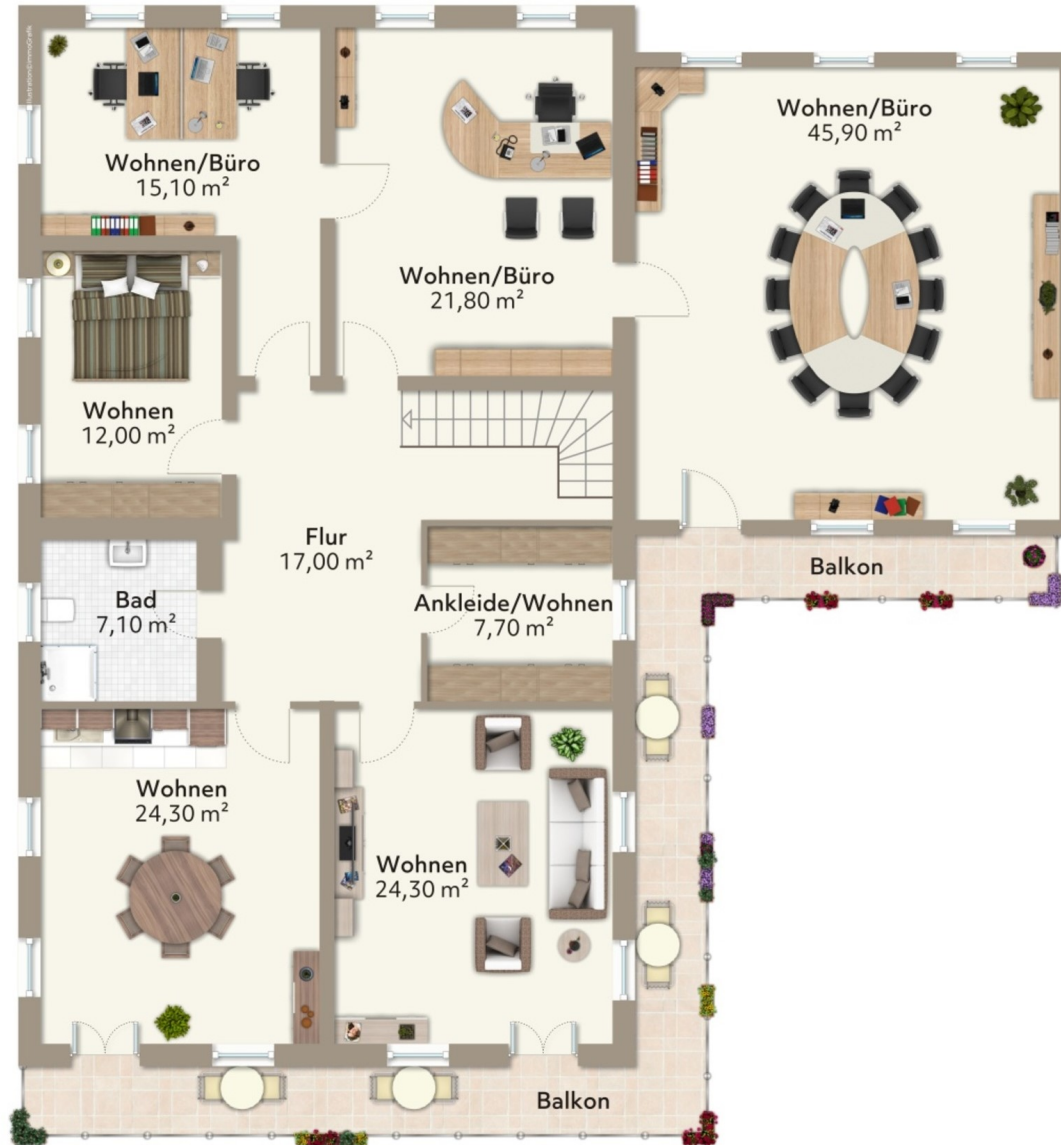 Wohnen/Büro
15,10 m²
Wohnen/Büro
21,80 m²
Wohnen/Büro
45,90 m²
Wohnen
12,00 m²
Flur
17,00 m²
Bad
7,10 m²
Ankleide/Wohnen
7,70 m²
Balkon
Wohnen
24,30 m²
Wohnen
24,30 m²
Balkon